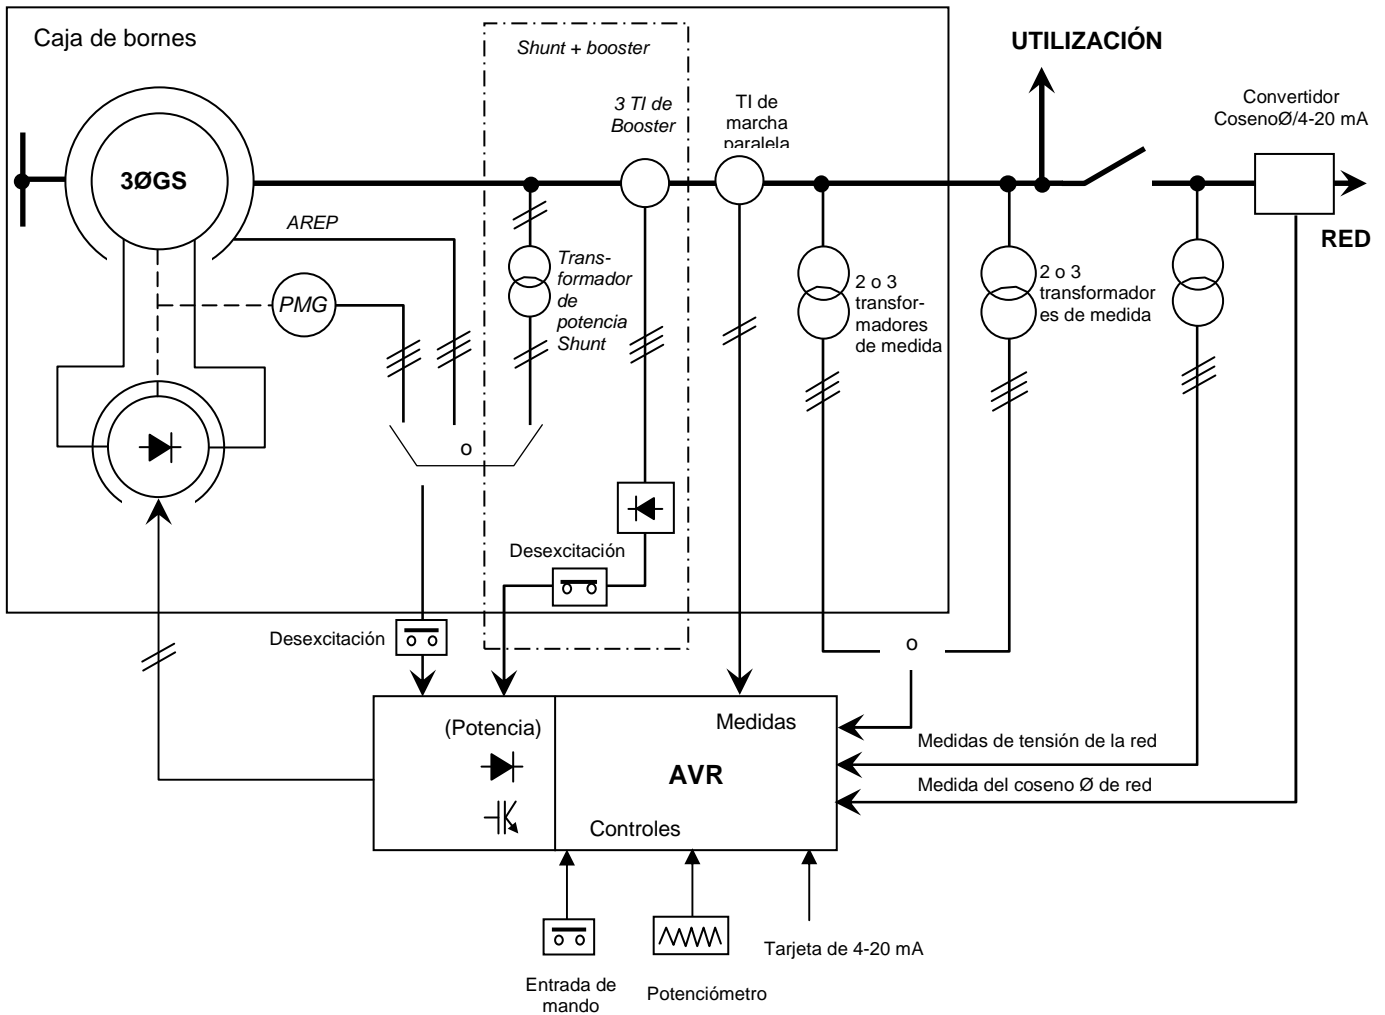 Caja de bornes
Shunt + booster
UTILIZACIÓN
3 TI de
Booster
TI de
marcha
paralela
Convertidor
CosenoØ/4-20 mA
3ØGS
AREP
RED
PMG
Trans-
formador
de
potencia
Shunt
2 o 3
transfor-
madores
de medida
2 o 3
transformador
es de medida
o
Desexcitación
Desexcitación
o
(Potencia)
Medidas
AVR
Controles
Medidas de tensión de la red
Medida del coseno Ø de red
Entrada de
mando
Potenciómetro
Tarjeta de 4-20 mA